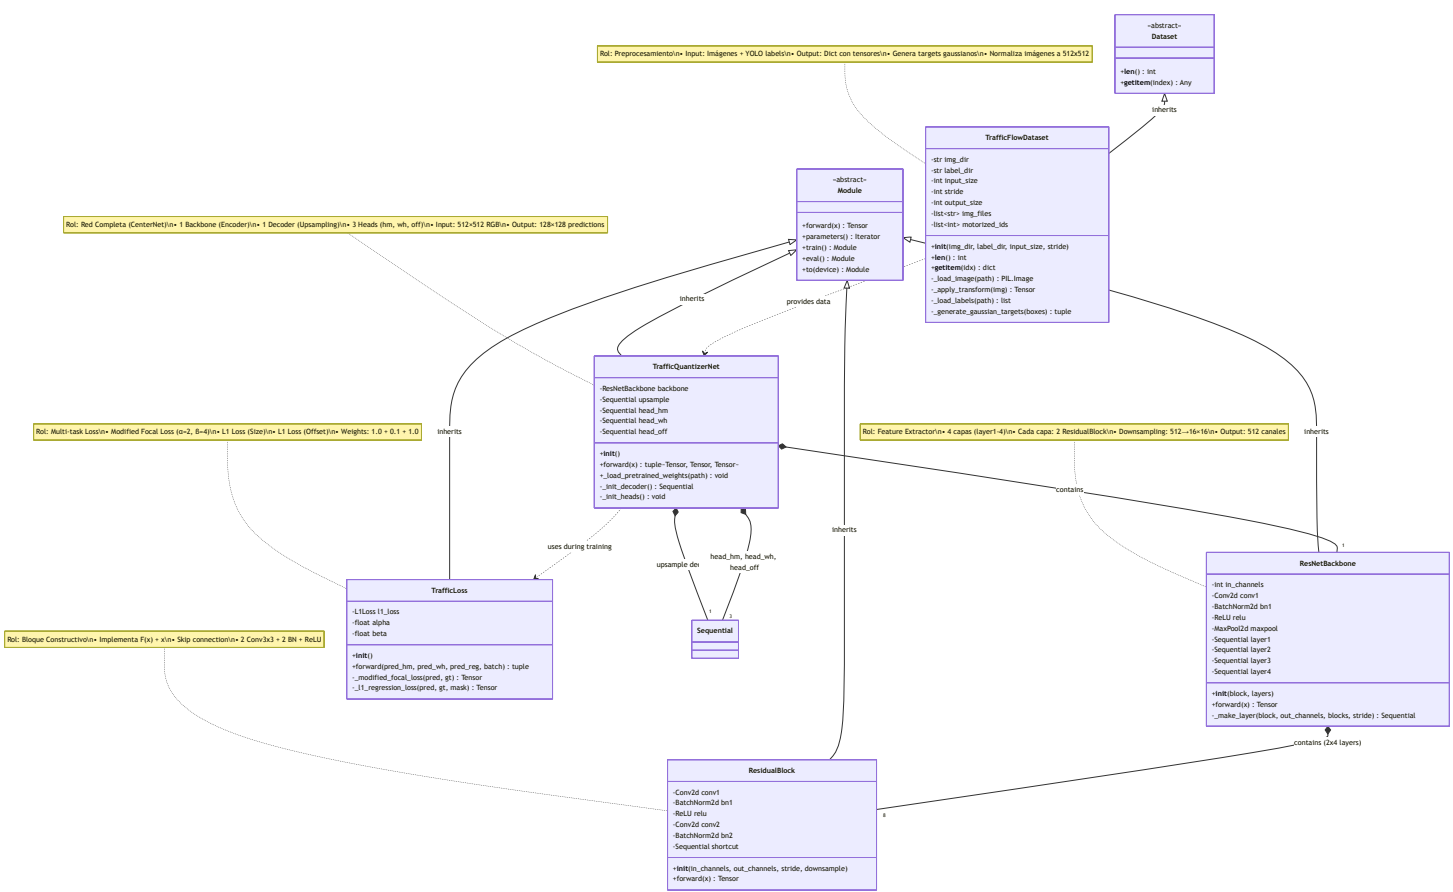 «abstract»
Dataset
+len() : int
+getitem(index) : Any
Rol: Preprocesamiento\n• Input: Imágenes + YOLO labels\n• Output: Dict con tensores\n• Genera targets gaussianos\n• Normaliza imágenes a 512x512
inherits
TrafficFlowDataset
-str img_dir
-str label_dir
-int input_size
-int stride
-int output_size
-list<str> img_files
-list<int> motorized_ids
+init(img_dir, label_dir, input_size, stride)
+len() : int
+getitem(idx) : dict
-_load_image(path) : PIL.Image
-_apply_transform(img) : Tensor
-_load_labels(path) : list
-_generate_gaussian_targets(boxes) : tuple
«abstract»
Module
+forward(x) : Tensor
+parameters() : Iterator
+train() : Module
+eval() : Module
+to(device) : Module
Rol: Red Completa (CenterNet)\n• 1 Backbone (Encoder)\n• 1 Decoder (Upsampling)\n• 3 Heads (hm, wh, off)\n• Input: 512×512 RGB\n• Output: 128×128 predictions
inherits
provides data
TrafficQuantizerNet
-ResNetBackbone backbone
-Sequential upsample
-Sequential head_hm
-Sequential head_wh
-Sequential head_off
+init()
+forward(x) : tuple~Tensor, Tensor, Tensor~
+_load_pretrained_weights(path) : void
-_init_decoder() : Sequential
-_init_heads() : void
Rol: Multi-task Loss\n• Modified Focal Loss (α=2, β=4)\n• L1 Loss (Size)\n• L1 Loss (Offset)\n• Weights: 1.0 + 0.1 + 1.0
inherits
Rol: Feature Extractor\n• 4 capas (layer1-4)\n• Cada capa: 2 ResidualBlock\n• Downsampling: 512→16×16\n• Output: 512 canales
inherits
contains
1
inherits
uses during training
upsample de
head_hm, head_wh,
head_off
1
2
Sequential
TrafficLoss
-L1Loss l1_loss
-float alpha
-float beta
+init()
+forward(pred_hm, pred_wh, pred_reg, batch) : tuple
-_modified_focal_loss(pred, gt) : Tensor
-_l1_regression_loss(pred, gt, mask) : Tensor
ResNetBackbone
-int in_channels
-Conv2d conv1
-BatchNorm2d bn1
-ReLU relu
-MaxPool2d maxpool
-Sequential layer1
-Sequential layer2
-Sequential layer3
-Sequential layer4
+init(block, layers)
+forward(x) : Tensor
-_make_layer(block, out_channels, blocks, stride) : Sequential
Rol: Bloque Constructivo\n• Implementa F(x) + x\n• Skip connection\n• 2 Conv3x3 + 2 BN + ReLU
contains (2x4 layers)
8
ResidualBlock
-Conv2d conv1
-BatchNorm2d bn1
-ReLU relu
-Conv2d conv2
-BatchNorm2d bn2
-Sequential shortcut
+init(in_channels, out_channels, stride, downsample)
+forward(x) : Tensor